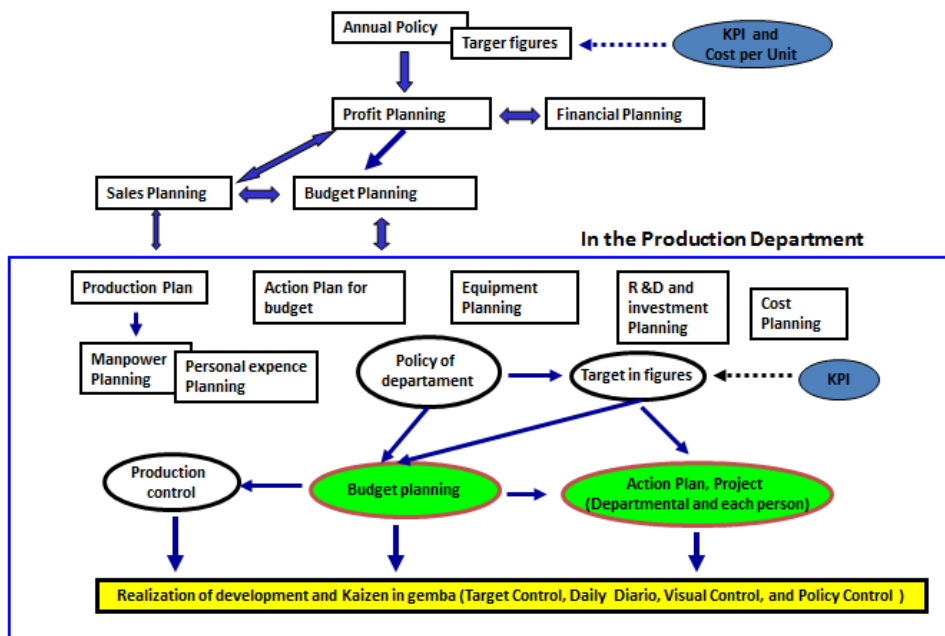 Annual Policy
Targer figures
KPI and
Cost per Unit
Profit Planning
Financial Planning
Sales Planning
Budget Planning
In the Production Department
Production Plan
Action Plan for
budget
Equipment
Planning
R &D and
investment
Planning
Cost
Planning
Manpower
Planning
Personal expence
Planning
Policy of
departament
Target in figures
KPI
Production
control
Budget planning
Action Plan, Project
(Departmental and each person)
Realization of development and Kaizen in gemba (Target Control, Daily Diario, Visual Control, and Policy Control )